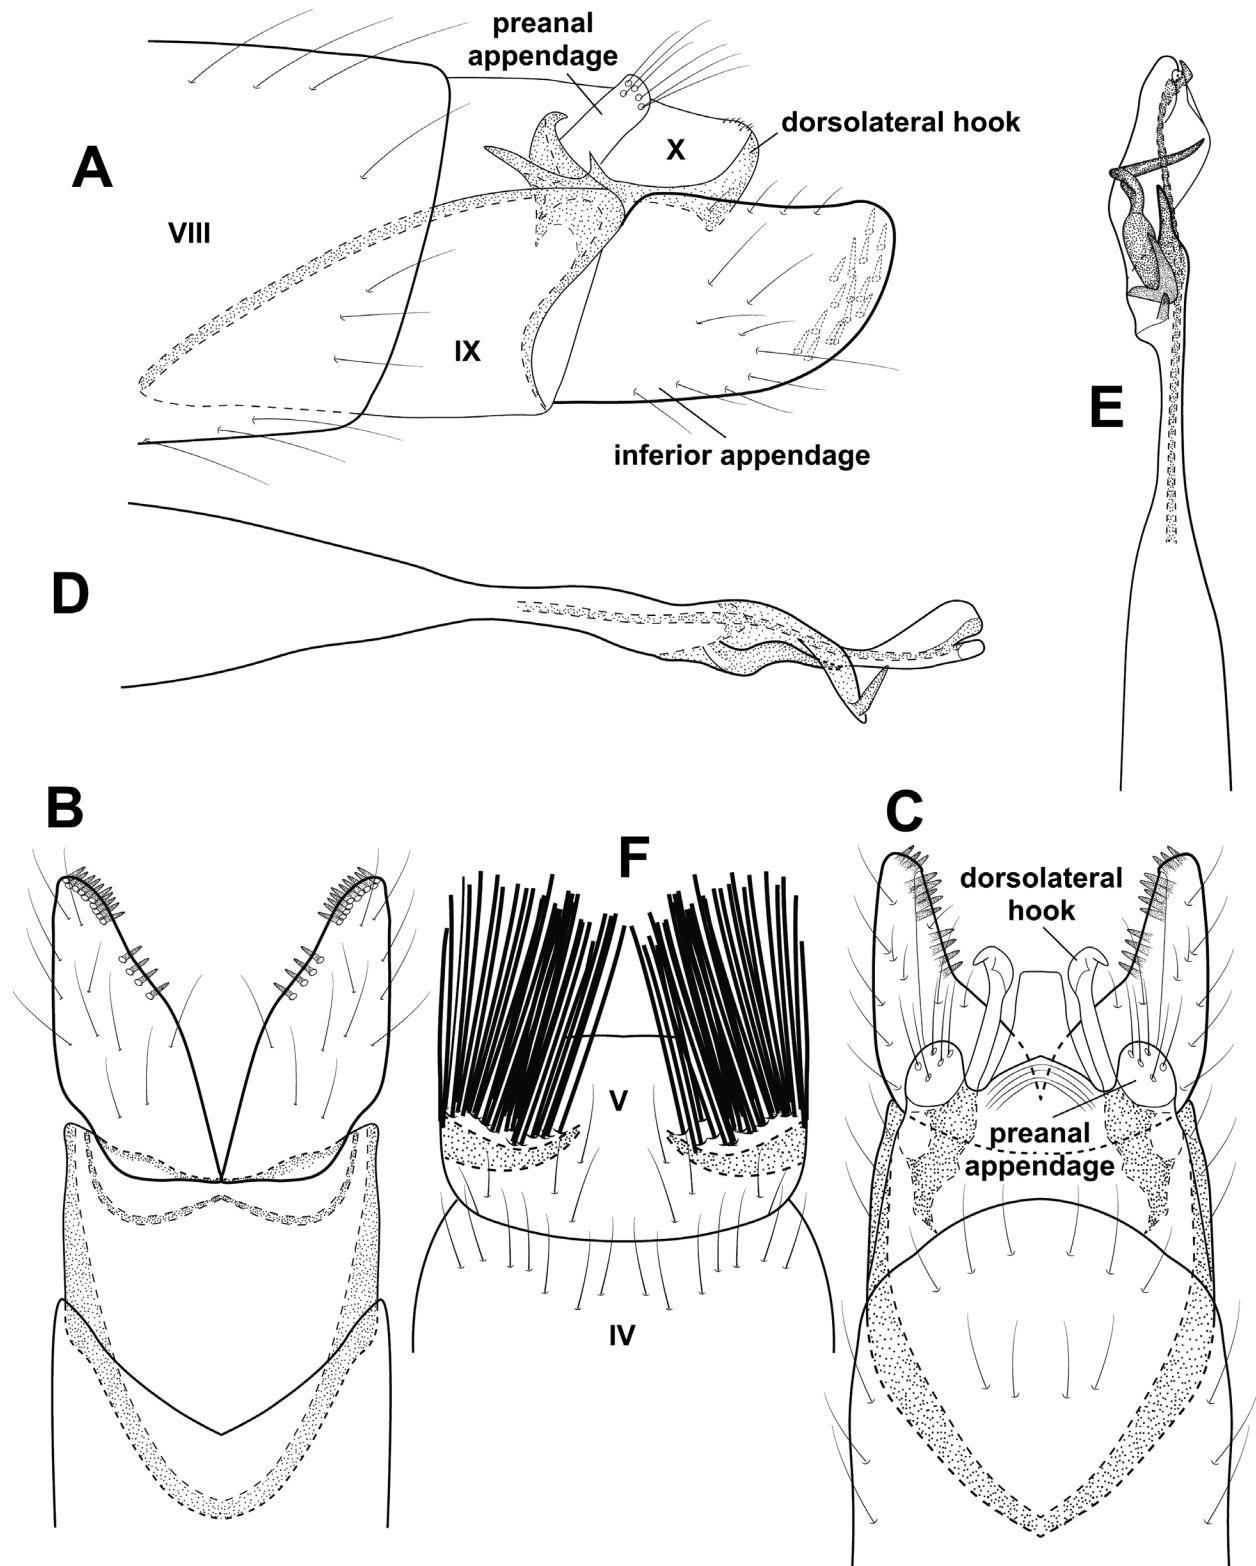 preanal
appendage
dorsolateral hook
X
A
VIII
IX
E
inferior appendage
D
B
C
F
dorsolateral
hook
V
preanal
appendage
IV